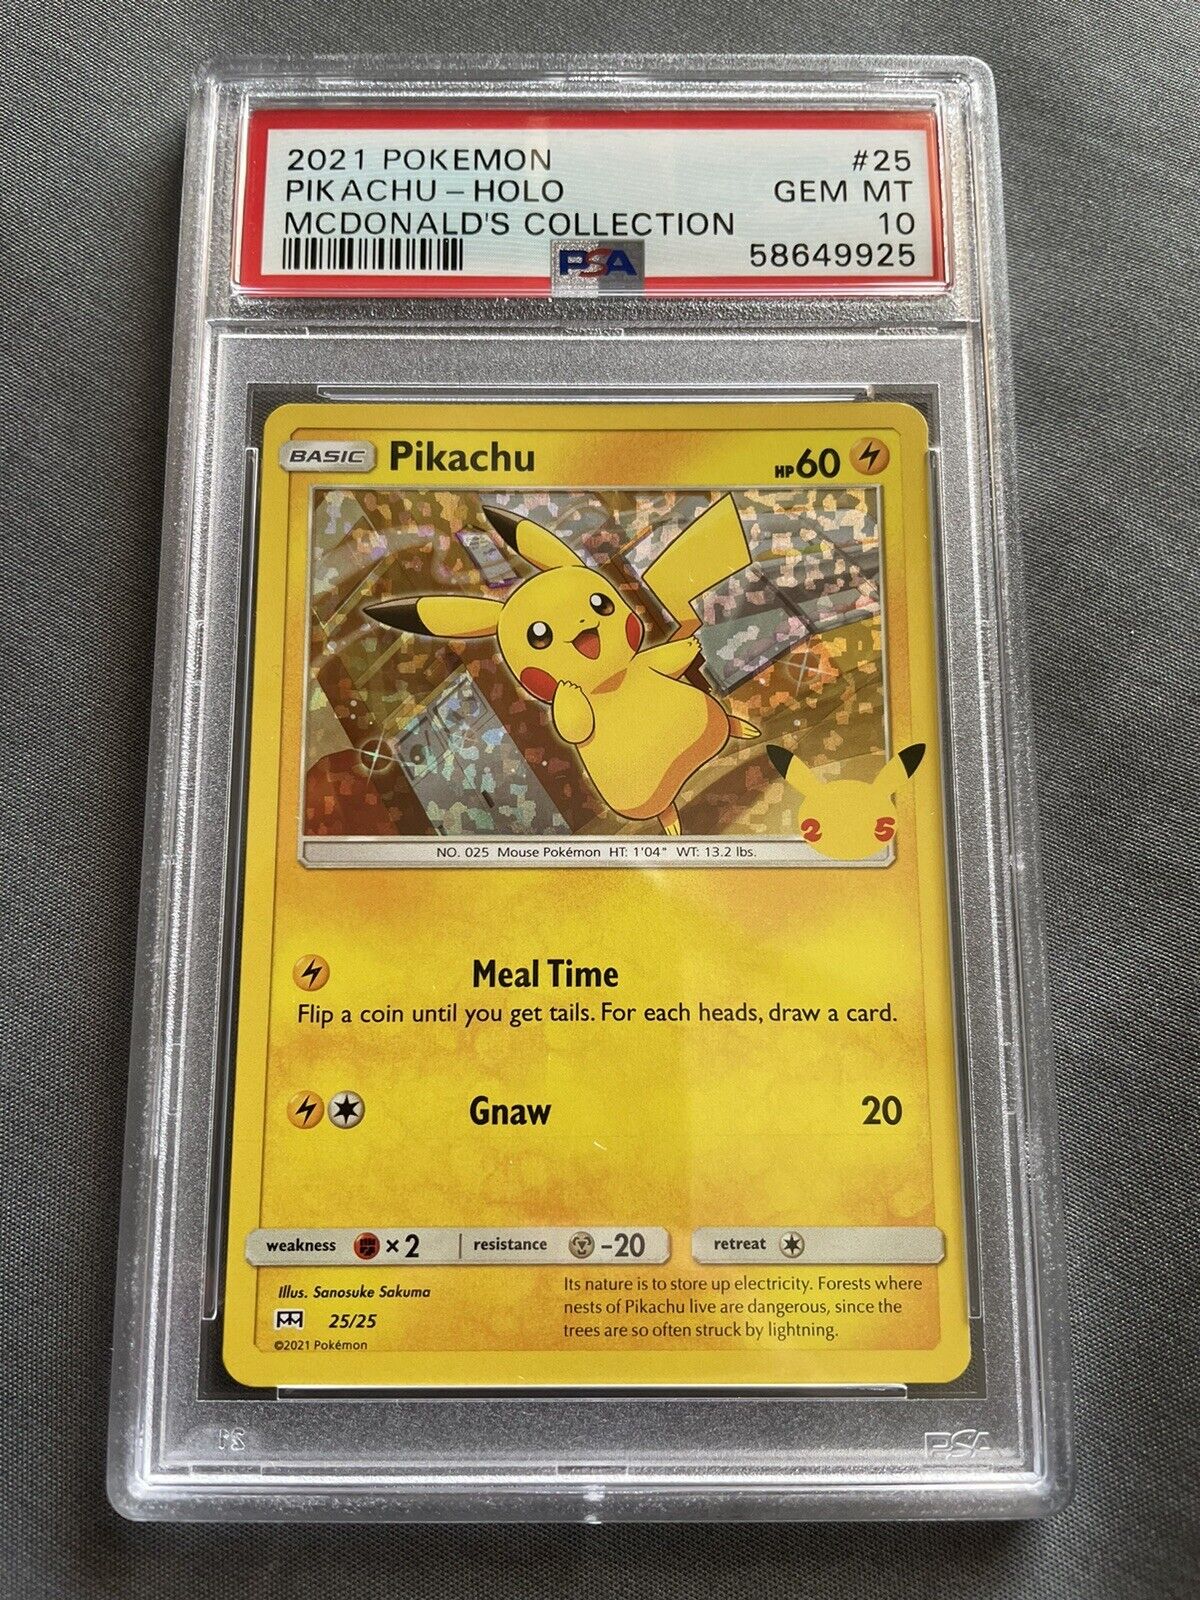 2021 POKEMON #25
PIKACHU - HOLO GEM MT
MCDONALD'S COLLECTION 10
PSA 58649925
BASIC Pikachu HP60
25
NO. 025 Mouse Pokémon HT: 1'04" WT: 13.2 lbs.
Meal Time
Flip a coin until you get tails. For each heads, draw a card.
Gnaw 20
weakness ×2 resistance -20 retreat
Illus. Sanosuke Sakuma
25/25
©2021 Pokémon
Its nature is to store up electricity. Forests where
nests of Pikachu live are dangerous, since the
trees are so often struck by lightning.
PSA